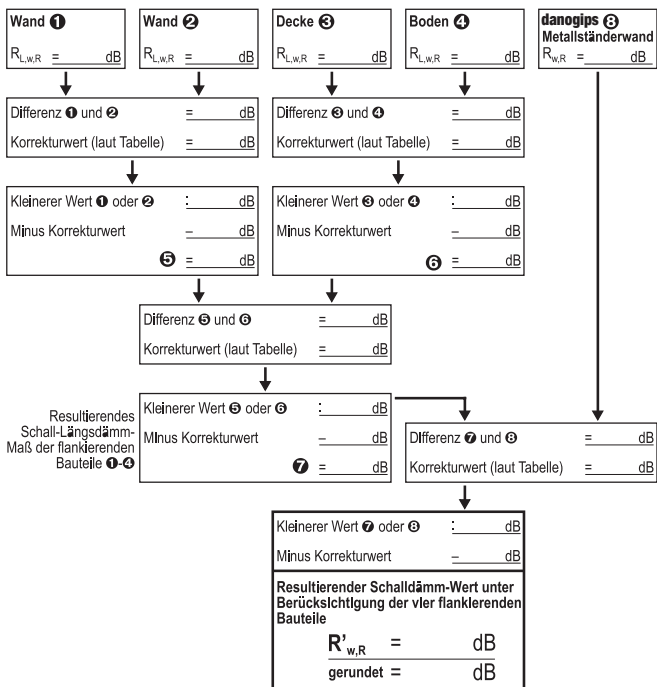 Wand ❶
R L,w,R = dB
Wand ❷
R L,w,R = dB
Decke ❸
R L,w,R = dB
Boden ❹
R L,w,R = dB
danogips ❽
Metallständerwand
R w,R = dB
Differenz ❶ und ❷ = dB
Korrekturwert (laut Tabelle) = dB
Differenz ❸ und ❹ = dB
Korrekturwert (laut Tabelle) = dB
Kleinerer Wert ❶ oder ❷ : dB
Minus Korrekturwert – dB
❺ = dB
Kleinerer Wert ❸ oder ❹ : dB
Minus Korrekturwert – dB
❻ = dB
Differenz ❺ und ❻ = dB
Korrekturwert (laut Tabelle) = dB
Resultierendes
Schall-Längsdämm-
Maß der flankierenden
Bauteile ❶-❹
Kleinerer Wert ❺ oder ❻ : dB
Minus Korrekturwert – dB
❼ = dB
Differenz ❼ und ❽ = dB
Korrekturwert (laut Tabelle) = dB
Kleinerer Wert ❼ oder ❽ : dB
Minus Korrekturwert – dB
Resultierender Schalldämm-Wert unter
Berücksichtigung der vier flankierenden
Bauteile
R' w,R = dB
gerundet = dB